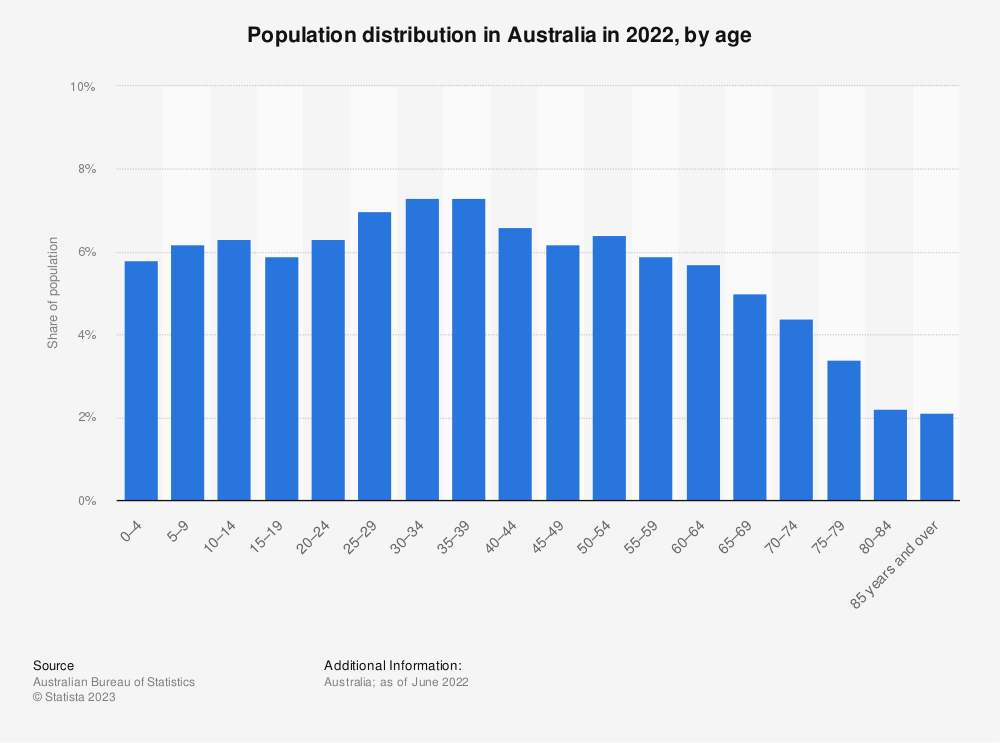 Population distribution in Australia in 2022, by age
10%
8%
6%
4%
2%
0%
Share of population
0–4
5–9
10–14
15–19
20–24
25–29
30–34
35–39
40–44
45–49
50–54
55–59
60–64
65–69
70–74
75–79
80–84
85 years and over
Source
Australian Bureau of Statistics
© Statista 2023
Additional Information:
Australia; as of June 2022